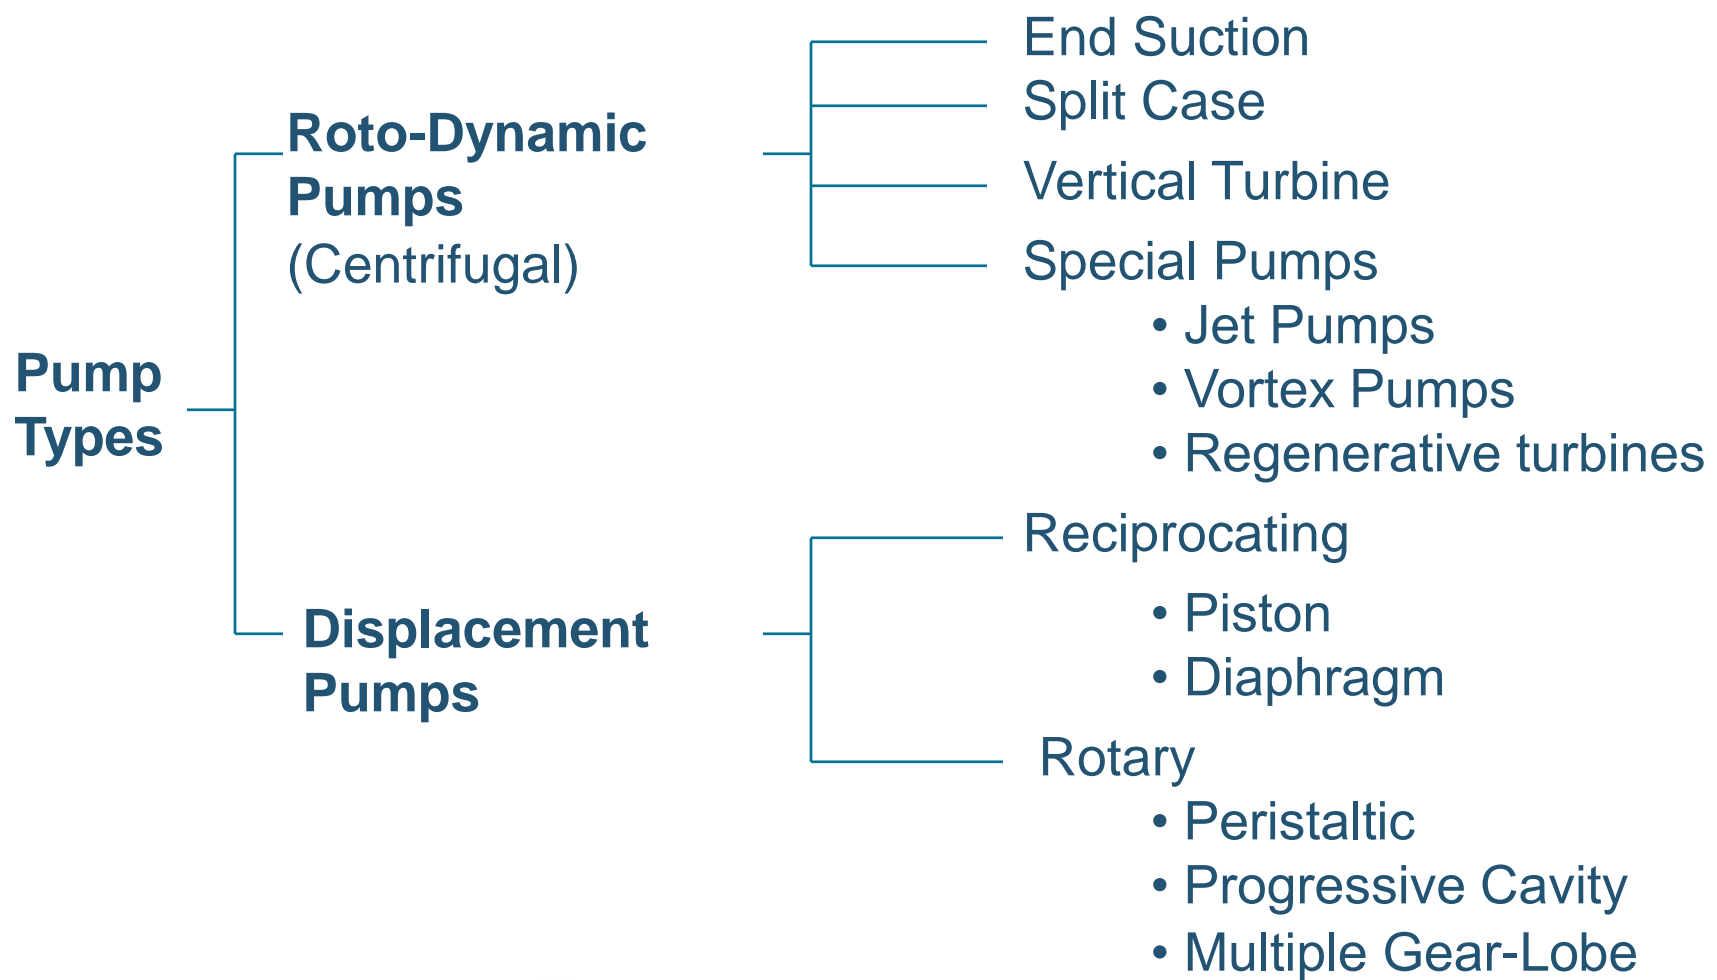 Pump
Types
Roto-Dynamic
Pumps
(Centrifugal)
End Suction
Split Case
Vertical Turbine
Special Pumps
• Jet Pumps
• Vortex Pumps
• Regenerative turbines
Displacement
Pumps
Reciprocating
• Piston
• Diaphragm
Rotary
• Peristaltic
• Progressive Cavity
• Multiple Gear-Lobe